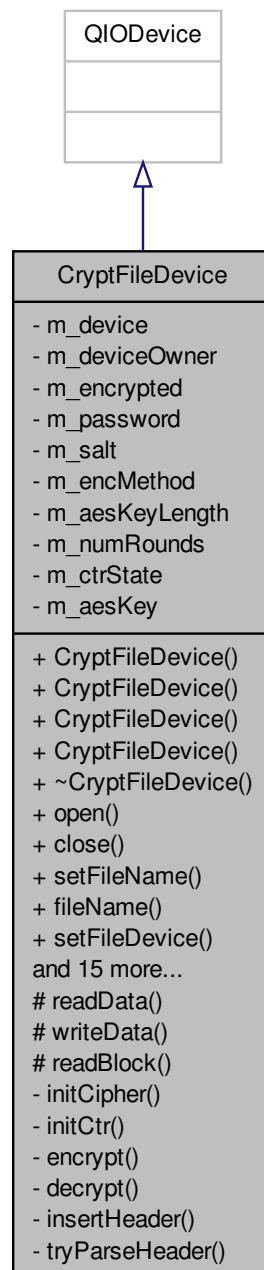 QIODevice
CryptFileDevice
- m_device
- m_deviceOwner
- m_encrypted
- m_password
- m_salt
- m_encMethod
- m_aesKeyLength
- m_numRounds
- m_ctrState
- m_aesKey
+ CryptFileDevice()
+ CryptFileDevice()
+ CryptFileDevice()
+ CryptFileDevice()
+ ~CryptFileDevice()
+ open()
+ close()
+ setFileName()
+ fileName()
+ setFileDevice()
and 15 more...
# readData()
# writeData()
# readBlock()
- initCipher()
- initCtr()
- encrypt()
- decrypt()
- insertHeader()
- tryParseHeader()